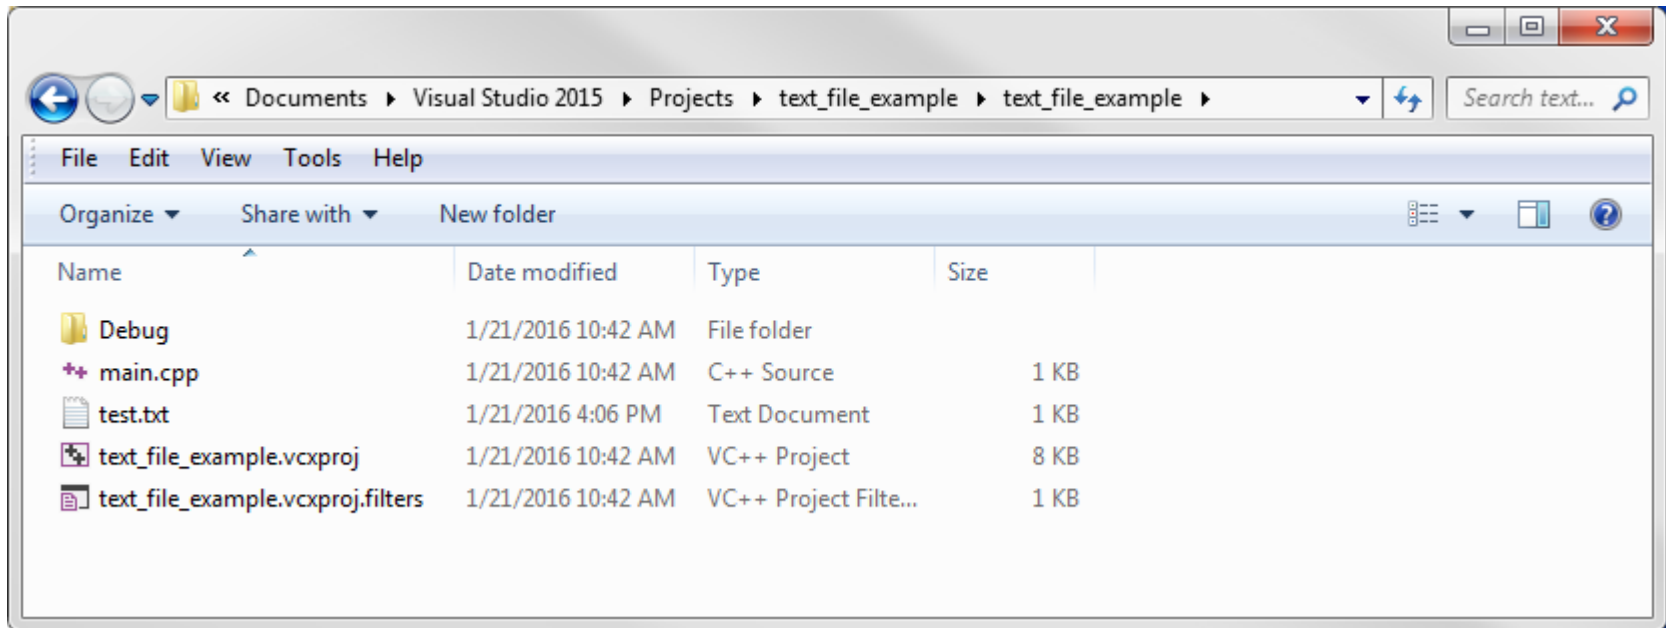 « Documents Visual Studio 2015 Projects text_file_example text_file_example Search text...
File Edit View Tools Help
Organize Share with New folder
Name Date modified Type Size
Debug 1/21/2016 10:42 AM File folder
main.cpp 1/21/2016 10:42 AM C++ Source 1 KB
test.txt 1/21/2016 4:06 PM Text Document 1 KB
text_file_example.vcxproj 1/21/2016 10:42 AM VC++ Project 8 KB
text_file_example.vcxproj.filters 1/21/2016 10:42 AM VC++ Project Filte... 1 KB